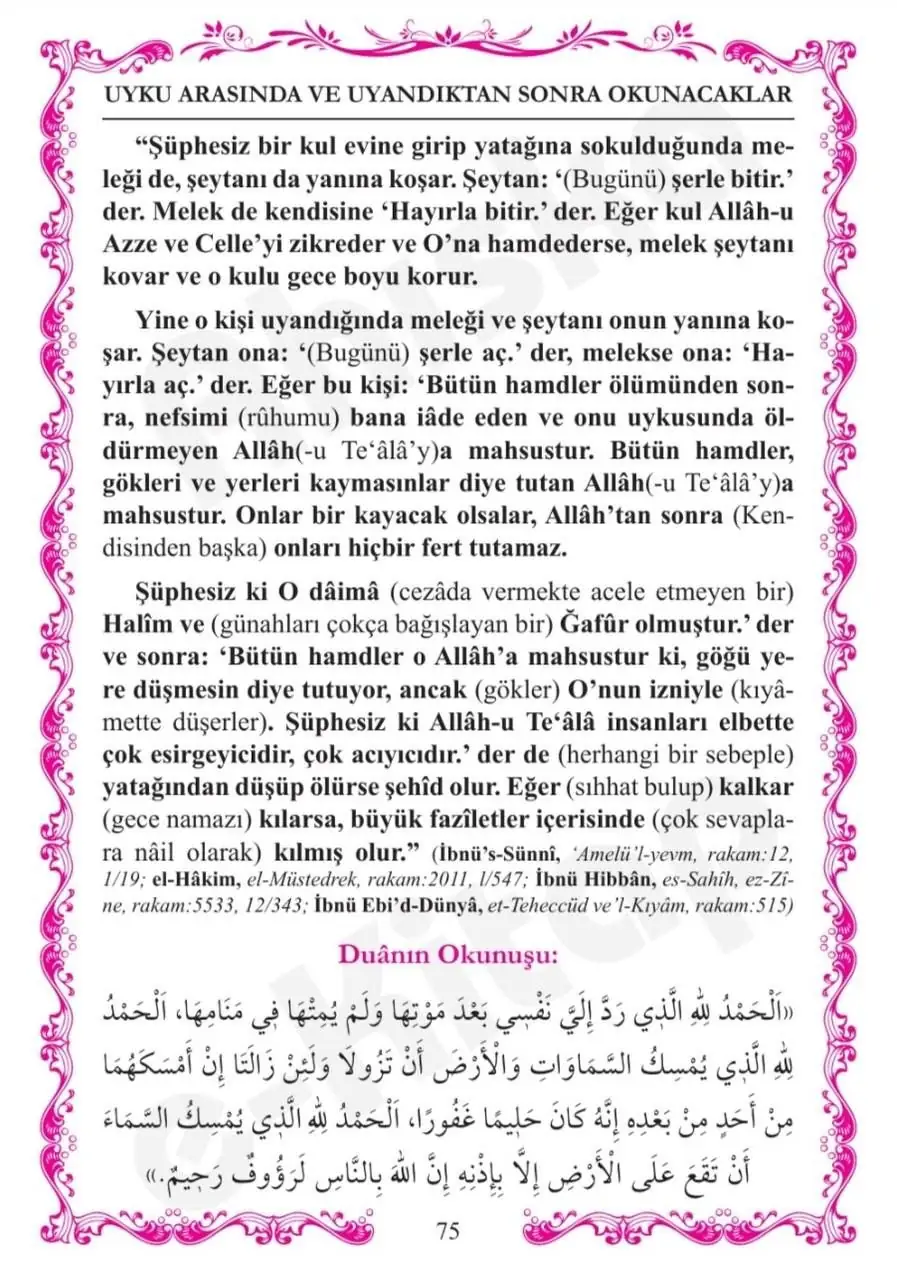 UYKU ARASINDA VE UYANDIKTAN SONRA OKUNACAKLAR
“Şüphesiz bir kul evine girip yatağına sokulduğunda me-
leği de, şeytanı da yanına koşar. Şeytan: ‘(Bugünü) şerle bitir.’
der. Melek de kendisine ‘Hayırla bitir.’ der. Eğer kul Allâh-u
Azze ve Celle’yi zikreder ve O’na hamdederse, melek şeytanı
kovar ve o kulu gece boyu korur.
Yine o kişi uyandığında meleği ve şeytanı onun yanına ko-
şar. Şeytan ona: ‘(Bugünü) şerle aç.’ der, melekse ona: ‘Ha-
yırla aç.’ der. Eğer bu kişi: ‘Bütün hamdler ölümünden son-
ra, nefsimi (rûhumu) bana iâde eden ve onu uykusunda öl-
dürmeyen Allâh(-u Te‘âlâ’y)a mahsustur. Bütün hamdler,
gökleri ve yerleri kaymasınlar diye tutan Allâh(-u Te‘âlâ’y)a
mahsustur. Onlar bir kayacak olsalar, Allâh’tan sonra (Ken-
disinden başka) onları hiçbir fert tutamaz.
Şüphesiz ki O dâimâ (cezâda vermekte acele etmeyen bir)
Halîm ve (günahları çokça bağışlayan bir) Ğafûr olmuştur.’ der
ve sonra: ‘Bütün hamdler o Allâh’a mahsustur ki, göğü ye-
re düşmesin diye tutuyor, ancak (gökler) O’nun izniyle (kıyâ-
mette düşerler). Şüphesiz ki Allâh-u Te‘âlâ insanları elbette
çok esirgeyicidir, çok acıyıcıdır.’ der de (herhangi bir sebeple)
yatağından düşüp ölürse şehîd olur. Eğer (sıhhat bulup) kalkar
(gece namazı) kılarsa, büyük fazîletler içerisinde (çok sevapla-
ra nâil olarak) kılmış olur.” (İbnü’s-Sünnî, ‘Amelü’l-yevm, rakam:12,
1/19; el-Hâkim, el-Müstedrek, rakam:2011, l/547; İbnü Hibbân, es-Sahîh, ez-Zî-
ne, rakam:5533, 12/343; İbnü Ebi’d-Dünyâ, et-Teheccüd ve’l-Kıyâm, rakam:515)
Duânın Okunuşu:
«اَلْحَمْدُ لِلّٰهِ الَّذِي رَدَّ إِلَيَّ نَفْسِي بَعْدَ مَوْتِهَا وَلَمْ يُمِتْهَا فِي مَنَامِهَا، اَلْحَمْدُ
لِلّٰهِ الَّذِي يُمْسِكُ السَّمَاوَاتِ وَالْأَرْضَ أَنْ تَزُولَا وَلَئِنْ زَالَتَا إِنْ أَمْسَكَهُمَا
مِنْ أَحَدٍ مِنْ بَعْدِهِ إِنَّهُ كَانَ حَلِيمًا غَفُورًا، اَلْحَمْدُ لِلّٰهِ الَّذِي يُمْسِكُ السَّمَاءَ
أَنْ تَقَعَ عَلَى الْأَرْضِ إِلَّا بِإِذْنِهِ إِنَّ اللّٰهَ بِالنَّاسِ لَرَؤُوفٌ رَحِيمٌ.»
75